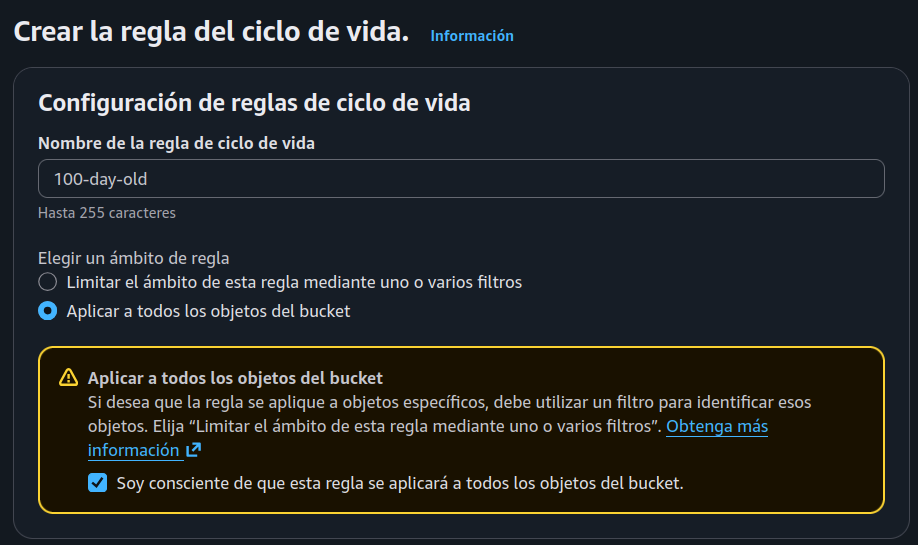 Crear la regla del ciclo de vida. Información
Configuración de reglas de ciclo de vida
Nombre de la regla de ciclo de vida
100-day-old
Hasta 255 caracteres
Elegir un ámbito de regla
Limitar el ámbito de esta regla mediante uno o varios filtros
Aplicar a todos los objetos del bucket
Aplicar a todos los objetos del bucket
Si desea que la regla se aplique a objetos específicos, debe utilizar un filtro para identificar esos
objetos. Elija “Limitar el ámbito de esta regla mediante uno o varios filtros”. Obtenga más
información
Soy consciente de que esta regla se aplicará a todos los objetos del bucket.